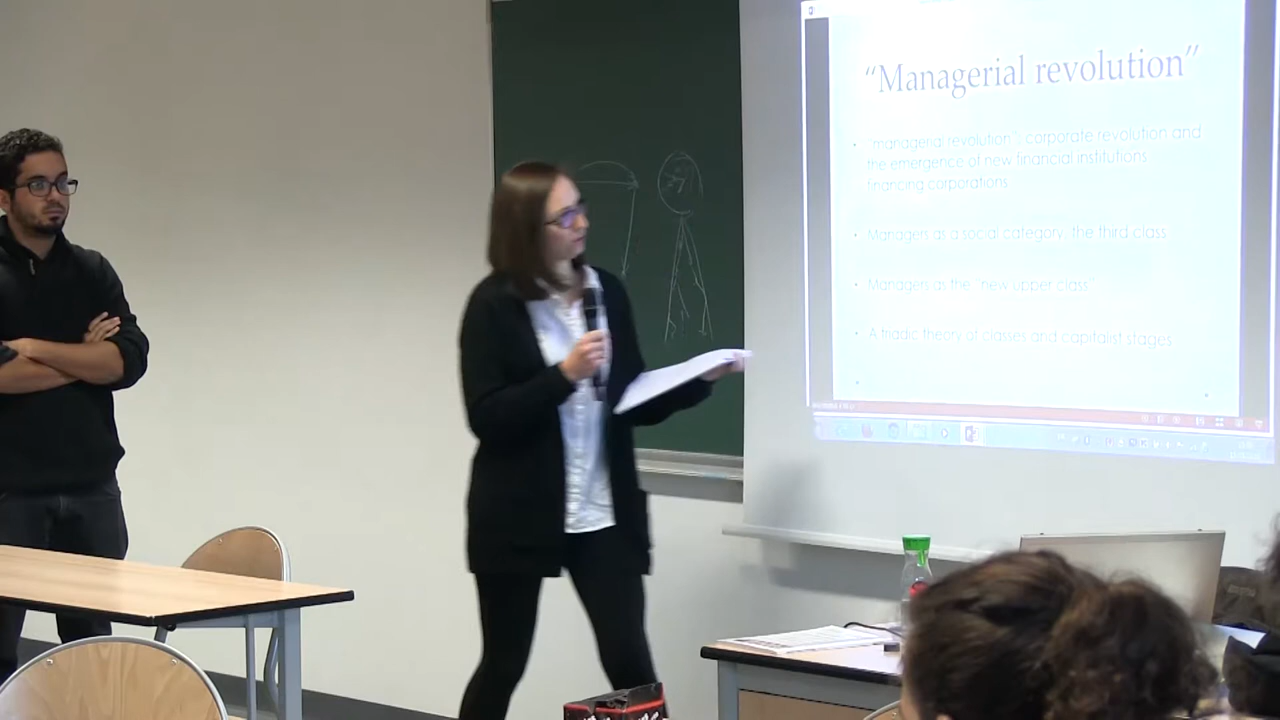 “Managerial revolution”
• “managerial revolution”: corporate revolution and
the emergence of new financial institutions
financing corporations
• Managers as a social category, the third class
• Managers as the “new upper class”
• A triadic theory of classes and capitalist stages